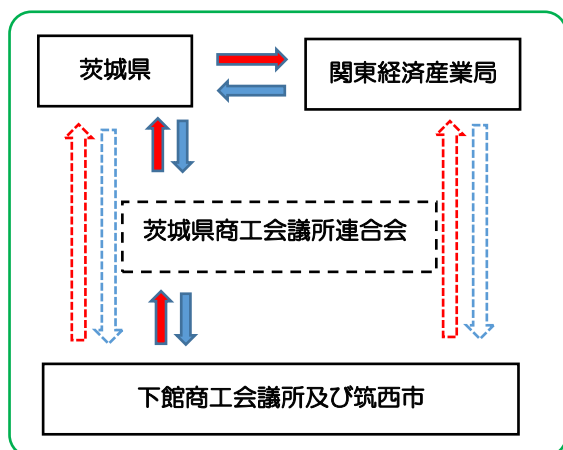 茨城県
関東経済産業局
茨城県商工会議所連合会
下館商工会議所及び筑西市